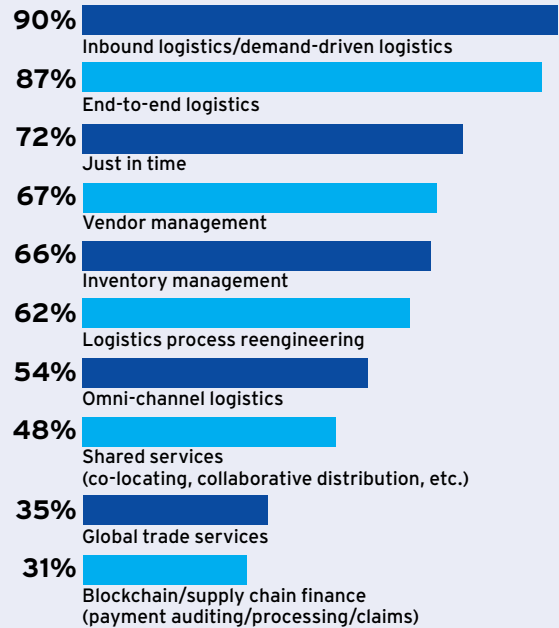 90%
Inbound logistics/demand-driven logistics
87%
End-to-end logistics
72%
Just in time
67%
Vendor management
66%
Inventory management
62%
Logistics process reengineering
54%
Omni-channel logistics
48%
Shared services
(co-locating, collaborative distribution, etc.)
35%
Global trade services
31%
Blockchain/supply chain finance
(payment auditing/processing/claims)